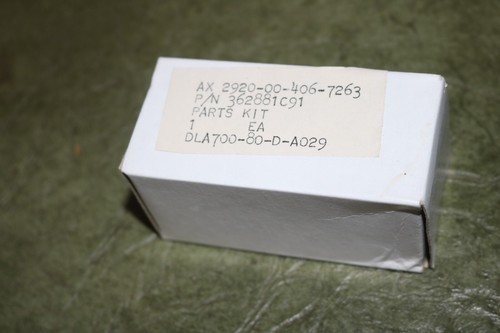 AX 2920-00-406-7263
P/N 362881C91
PARTS KIT
1 EA
DLA700-80-D-A029